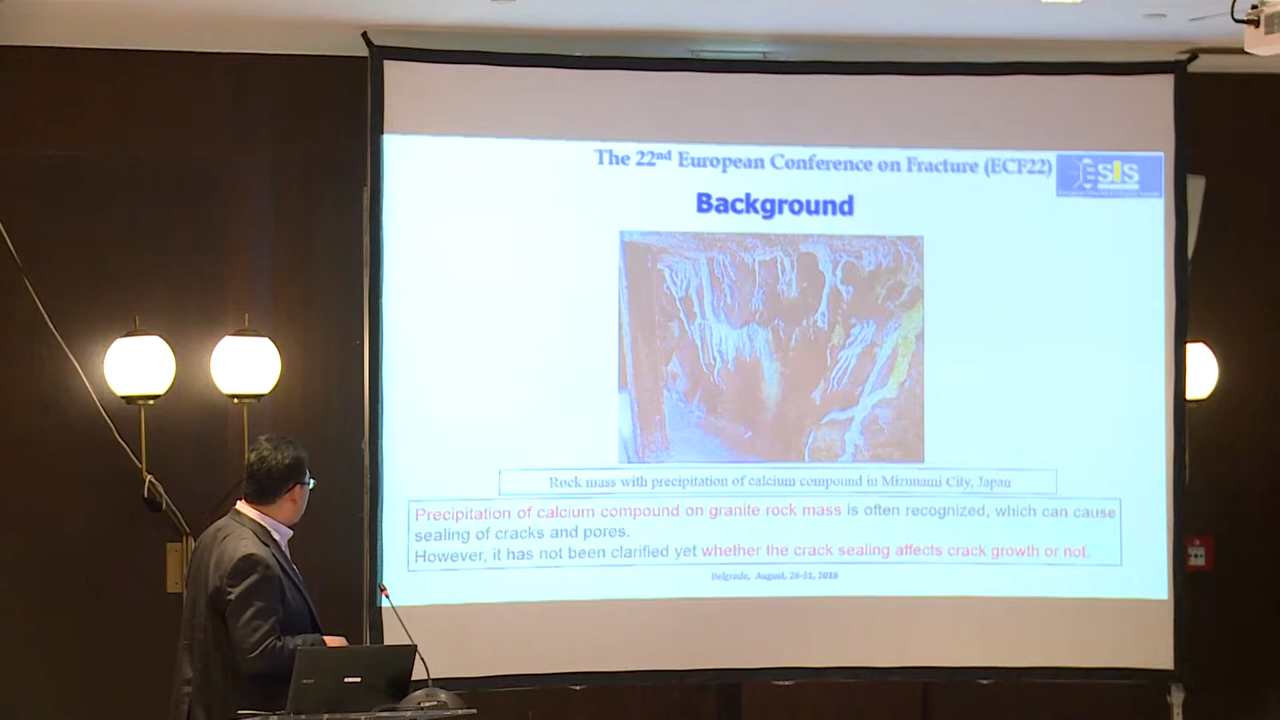 The 22nd European Conference on Fracture (ECF22)
ESIS
Background
Rock mass with precipitation of calcium compound in Mizunami City, Japan
Precipitation of calcium compound on granite rock mass is often recognized, which can cause
sealing of cracks and pores.
However, it has not been clarified yet whether the crack sealing affects crack growth or not.
Belgrade, August, 26-31, 2018
acer